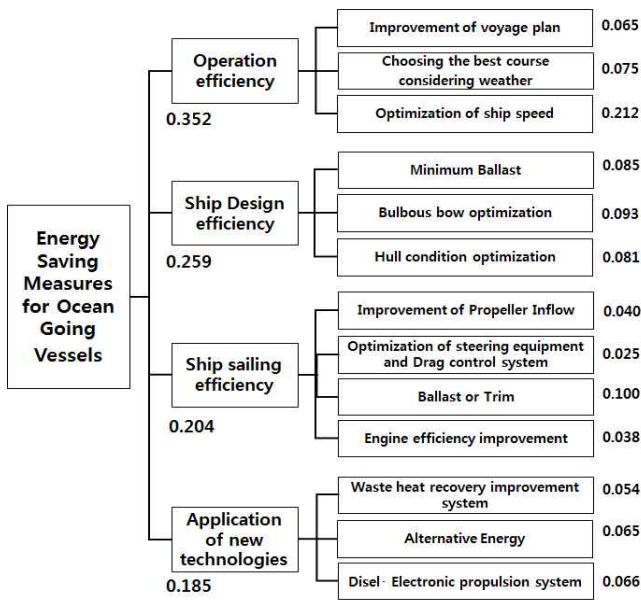 Energy
Saving
Measures
for Ocean
Going
Vessels
Operation
efficiency
0.352
Improvement of voyage plan
0.065
Choosing the best course
considering weather
0.075
Optimization of ship speed
0.212
Ship Design
efficiency
0.259
Minimum Ballast
0.085
Bulbous bow optimization
0.093
Hull condition optimization
0.081
Ship sailing
efficiency
0.204
Improvement of Propeller Inflow
0.040
Optimization of steering equipment
and Drag control system
0.025
Ballast or Trim
0.100
Engine efficiency improvement
0.038
Application
of new
technologies
0.185
Waste heat recovery improvement
system
0.054
Alternative Energy
0.065
Disel· Electronic propulsion system
0.066